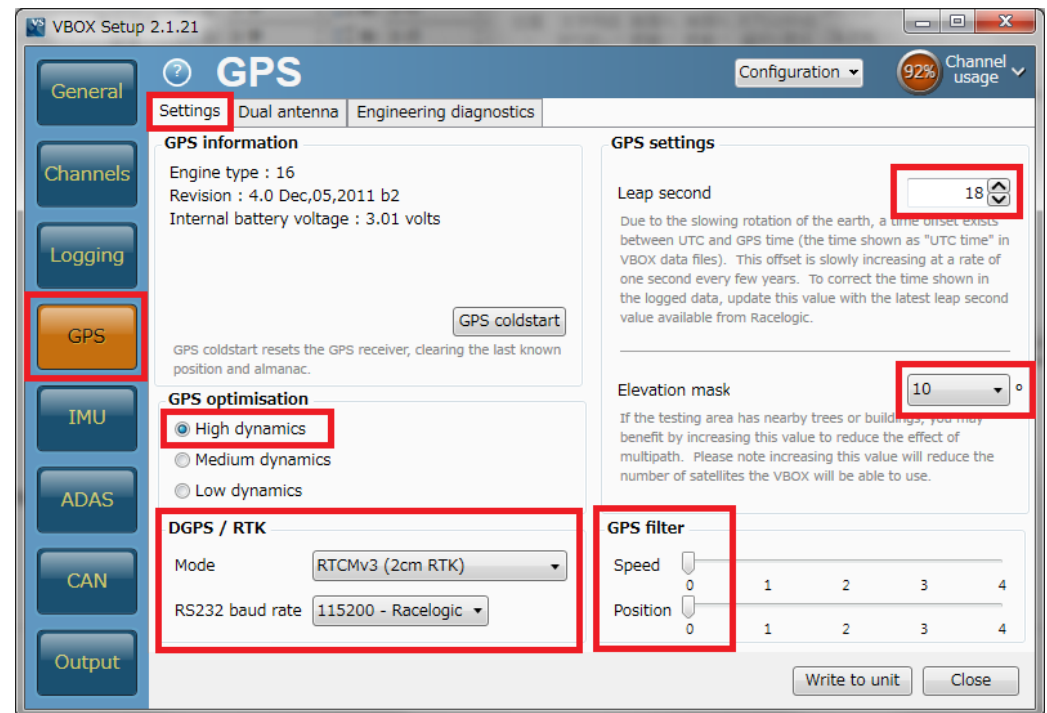 VBOX Setup 2.1.21
GPS
Configuration
92%
Channel usage
General
Channels
Logging
GPS
IMU
ADAS
CAN
Output
Settings
Dual antenna
Engineering diagnostics
GPS information
Engine type : 16
Revision : 4.0 Dec,05,2011 b2
Internal battery voltage : 3.01 volts
GPS coldstart
GPS coldstart resets the GPS receiver, clearing the last known
position and almanac.
GPS optimisation
High dynamics
Medium dynamics
Low dynamics
DGPS / RTK
Mode
RTCMv3 (2cm RTK)
RS232 baud rate
115200 - Racelogic
GPS settings
Leap second
18
Due to the slowing rotation of the earth, a time offset exists
between UTC and GPS time (the time shown as "UTC time" in
VBOX data files). This offset is slowly increasing at a rate of
one second every few years. To correct the time shown in
the logged data, update this value with the latest leap second
value available from Racelogic.
Elevation mask
10 °
If the testing area has nearby trees or buildings, you may
benefit by increasing this value to reduce the effect of
multipath. Please note increasing this value will reduce the
number of satellites the VBOX will be able to use.
GPS filter
Speed
0 1 2 3 4
Position
0 1 2 3 4
Write to unit
Close